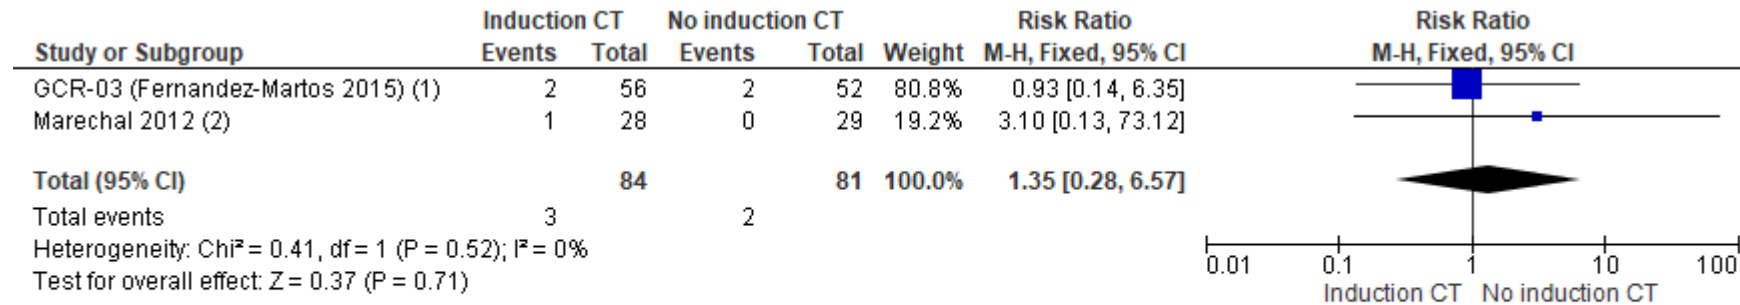 Induction CT No induction CT Risk Ratio Risk Ratio
Study or Subgroup Events Total Events Total Weight M-H, Fixed, 95% CI M-H, Fixed, 95% CI
GCR-03 (Fernandez-Martos 2015) (1) 2 56 2 52 80.8% 0.93 [0.14, 6.35]
Marechal 2012 (2) 1 28 0 29 19.2% 3.10 [0.13, 73.12]
Total (95% CI) 84 81 100.0% 1.35 [0.28, 6.57]
Total events 3 2
Heterogeneity: Chi² = 0.41, df = 1 (P = 0.52); I² = 0%
Test for overall effect: Z = 0.37 (P = 0.71)
0.01 0.1 1 10 100
Induction CT No induction CT